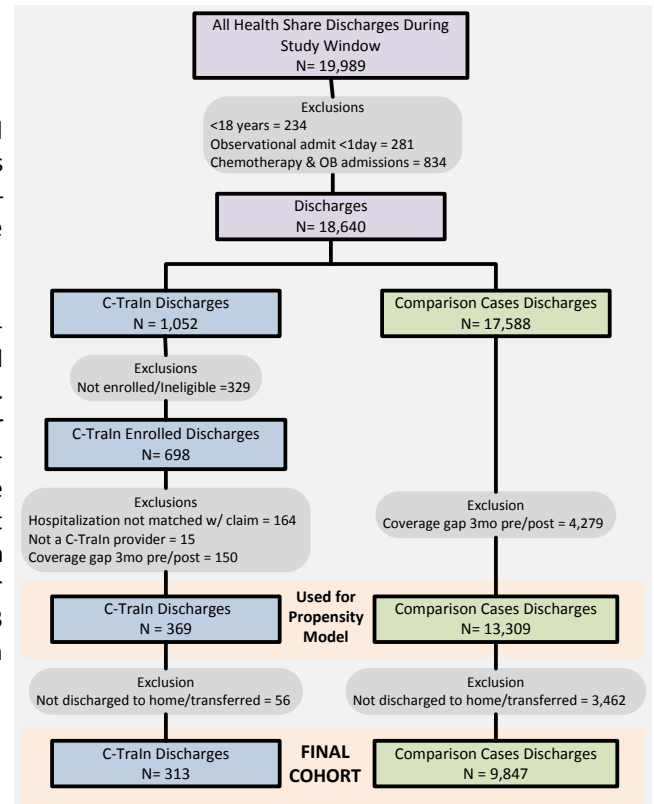 All Health Share Discharges During
Study Window
N= 19,989
Exclusions
<18 years = 234
Observational admit <1day = 281
Chemotherapy & OB admissions = 834
Discharges
N= 18,640
C-TraIn Discharges
N = 1,052
Comparison Cases Discharges
N= 17,588
Exclusions
Not enrolled/Ineligible =329
C-TraIn Enrolled Discharges
N= 698
Exclusions
Hospitalization not matched w/ claim = 164
Not a C-TraIn provider = 15
Coverage gap 3mo pre/post = 150
Exclusion
Coverage gap 3mo pre/post = 4,279
C-TraIn Discharges
N = 369
Used for
Propensity
Model
Comparison Cases Discharges
N= 13,309
Exclusion
Not discharged to home/transferred = 56
Exclusion
Not discharged to home/transferred = 3,462
C-TraIn Discharges
N= 313
FINAL
COHORT
Comparison Cases Discharges
N = 9,847